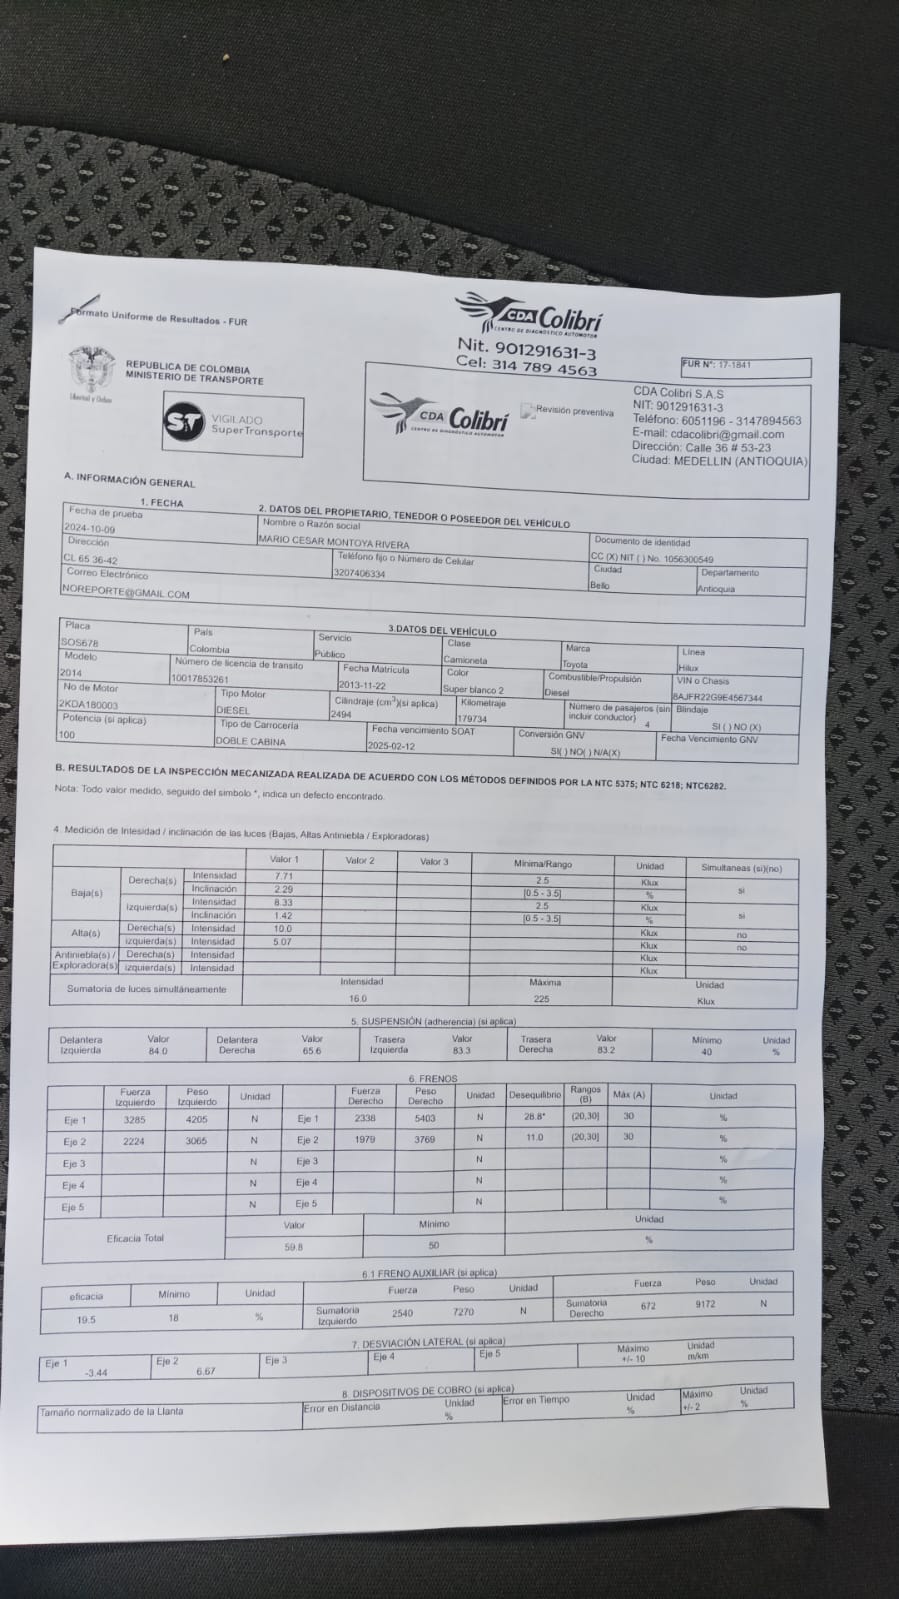 Formato Uniforme de Resultados - FUR
CDA Colibrí
CENTRO DE DIAGNÓSTICO AUTOMOTOR
Nit. 901291631-3
Cel: 314 789 4563
FUR N°: 17-1841
Libertad y Orden
REPUBLICA DE COLOMBIA
MINISTERIO DE TRANSPORTE
ST VIGILADO
SuperTransporte
CDA Colibrí
CENTRO DE DIAGNÓSTICO AUTOMOTOR
Revisión preventiva
CDA Colibrí S.A.S
NIT: 901291631-3
Teléfono: 6051196 - 3147894563
E-mail: cdacolibri@gmail.com
Dirección: Calle 36 # 53-23
Ciudad: MEDELLIN (ANTIOQUIA)
A. INFORMACIÓN GENERAL
1. FECHA 2. DATOS DEL PROPIETARIO, TENEDOR O POSEEDOR DEL VEHÍCULO
Fecha de prueba Nombre o Razón social Documento de identidad
2024-10-09 MARIO CESAR MONTOYA RIVERA CC (X) NIT ( ) No. 1056300549
Dirección Teléfono fijo o Número de Celular Ciudad Departamento
CL 65 36-42 3207406334 Bello Antioquia
Correo Electrónico
NOREPORTE@GMAIL.COM
3.DATOS DEL VEHÍCULO
Placa País Servicio Clase Marca Línea
SOS678 Colombia Público Camioneta Toyota Hilux
Modelo Número de licencia de transito Fecha Matrícula Color Combustible/Propulsión VIN o Chasis
2014 10017853261 2013-11-22 Super blanco 2 Diesel 8AJFR22G9E4567344
No de Motor Tipo Motor Cilindraje (cm³)(si aplica) Kilometraje Número de pasajeros (sin incluir conductor) Blindaje
2KDA180003 DIESEL 2494 179734 4 SI ( ) NO (X)
Potencia (si aplica) Tipo de Carrocería Fecha vencimiento SOAT Conversión GNV Fecha Vencimiento GNV
100 DOBLE CABINA 2025-02-12 SI( ) NO( ) N/A(X)
B. RESULTADOS DE LA INSPECCIÓN MECANIZADA REALIZADA DE ACUERDO CON LOS MÉTODOS DEFINIDOS POR LA NTC 5375; NTC 6218; NTC6282.
Nota: Todo valor medido, seguido del simbolo *, indica un defecto encontrado.
4. Medición de Intesidad / inclinación de las luces (Bajas, Altas Antiniebla / Exploradoras)
Valor 1 Valor 2 Valor 3 Mínima/Rango Unidad Simultaneas (si)(no)
Baja(s) Derecha(s) Intensidad 7.71 2.5 Klux si
Inclinación 2.29 [0.5 - 3.5] %
izquierda(s) Intensidad 8.33 2.5 Klux si
Inclinación 1.42 [0.5 - 3.5] %
Alta(s) Derecha(s) Intensidad 10.0 Klux no
izquierda(s) Intensidad 5.07 Klux no
Antiniebla(s) / Exploradora(s) Derecha(s) Intensidad Klux
izquierda(s) Intensidad Klux
Sumatoria de luces simultáneamente Intensidad Máxima Unidad
16.0 225 Klux
5. SUSPENSIÓN (adherencia) (si aplica)
Delantera Izquierda Valor Delantera Derecha Valor Trasera Izquierda Valor Trasera Derecha Valor Mínimo Unidad
84.0 65.6 83.3 83.2 40 %
6. FRENOS
Fuerza Izquierdo Peso Izquierdo Unidad Fuerza Derecho Peso Derecho Unidad Desequilibrio Rangos (B) Máx (A) Unidad
Eje 1 3285 4205 N Eje 1 2338 5403 N 28.8* (20,30] 30 %
Eje 2 2224 3065 N Eje 2 1979 3769 N 11.0 (20,30] 30 %
Eje 3 N Eje 3 N %
Eje 4 N Eje 4 N %
Eje 5 N Eje 5 N %
Eficacia Total Valor Mínimo Unidad
59.8 50 %
6.1 FRENO AUXILIAR (si aplica)
eficacia Mínimo Unidad Fuerza Peso Unidad Fuerza Peso Unidad
19.5 18 % Sumatoria Izquierdo 2540 7270 N Sumatoria Derecho 672 9172 N
7. DESVIACIÓN LATERAL (si aplica)
Eje 1 Eje 2 Eje 3 Eje 4 Eje 5 Máximo Unidad
-3.44 6.67 +/- 10 m/km
8. DISPOSITIVOS DE COBRO (si aplica)
Tamaño normalizado de la Llanta Error en Distancia Unidad Error en Tiempo Unidad Máximo Unidad
% % +/- 2 %